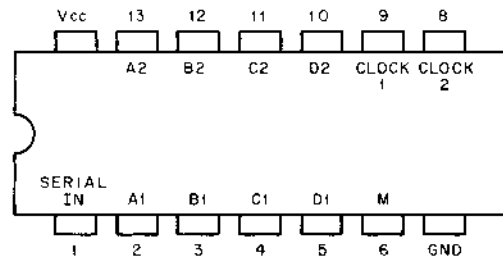 Vcc 13 12 11 10 9 8
A2 B2 C2 D2 CLOCK 1 CLOCK 2
SERIAL IN A1 B1 C1 D1 M
1 2 3 4 5 6 GND